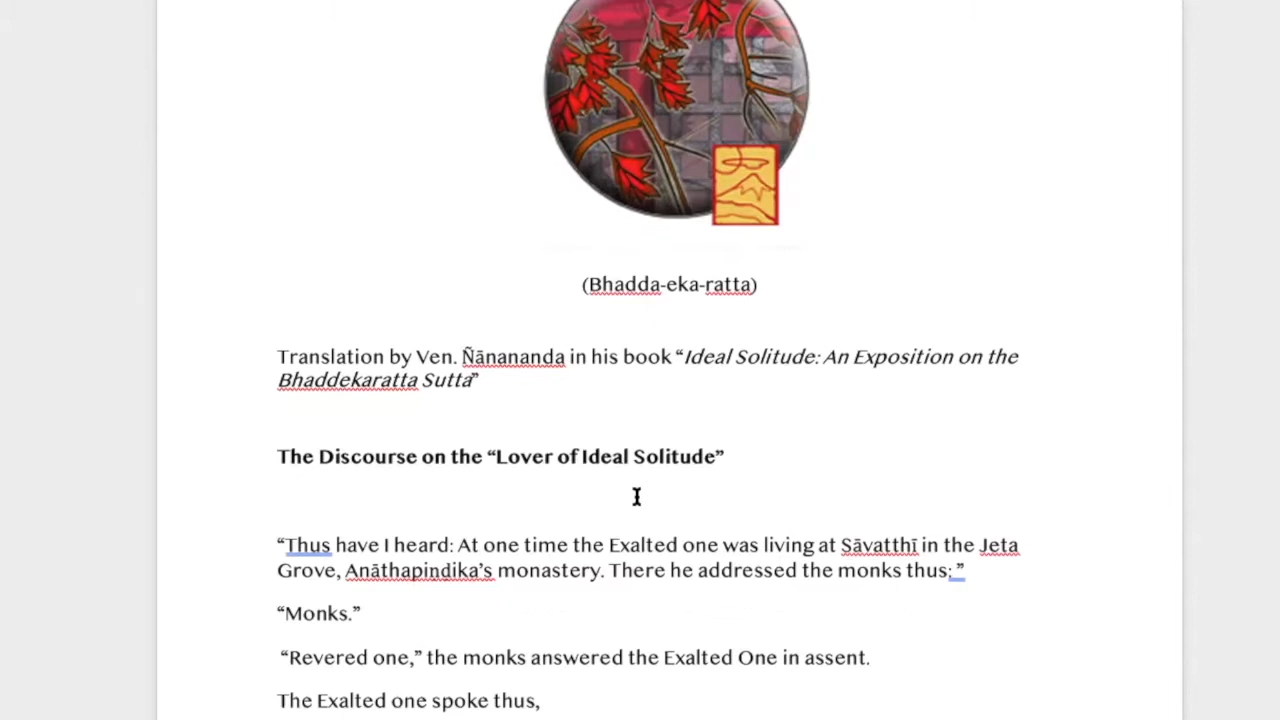 (Bhadda-eka-ratta)
Translation by Ven. Ñānananda in his book “Ideal Solitude: An Exposition on the
Bhaddekaratta Sutta”
The Discourse on the “Lover of Ideal Solitude”
“Thus have I heard: At one time the Exalted one was living at Sāvatthī in the Jeta
Grove, Anāthapiṇḍika’s monastery. There he addressed the monks thus: ”
“Monks.”
“Revered one,” the monks answered the Exalted One in assent.
The Exalted one spoke thus,